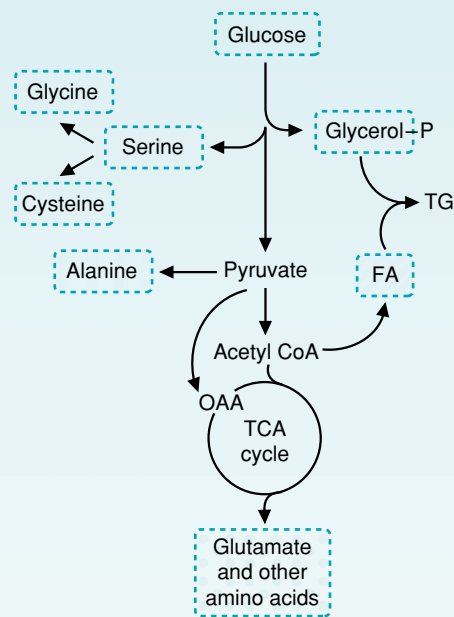 Glucose
Glycine
Glycerol–P
Serine
Cysteine
TG
Alanine
Pyruvate
FA
Acetyl CoA
OAA
TCA
cycle
Glutamate
and other
amino acids